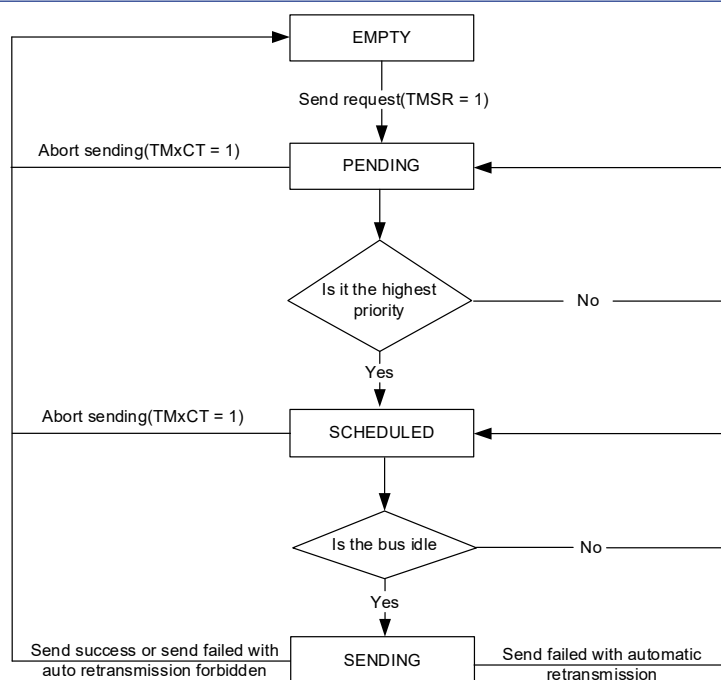 EMPTY
Send request(TMSR = 1)
Abort sending(TMxCT = 1)
PENDING
Is it the highest
priority
No
Yes
Abort sending(TMxCT = 1)
SCHEDULED
Is the bus idle
No
Yes
Send success or send failed with
auto retransmission forbidden
SENDING
Send failed with automatic
retransmission